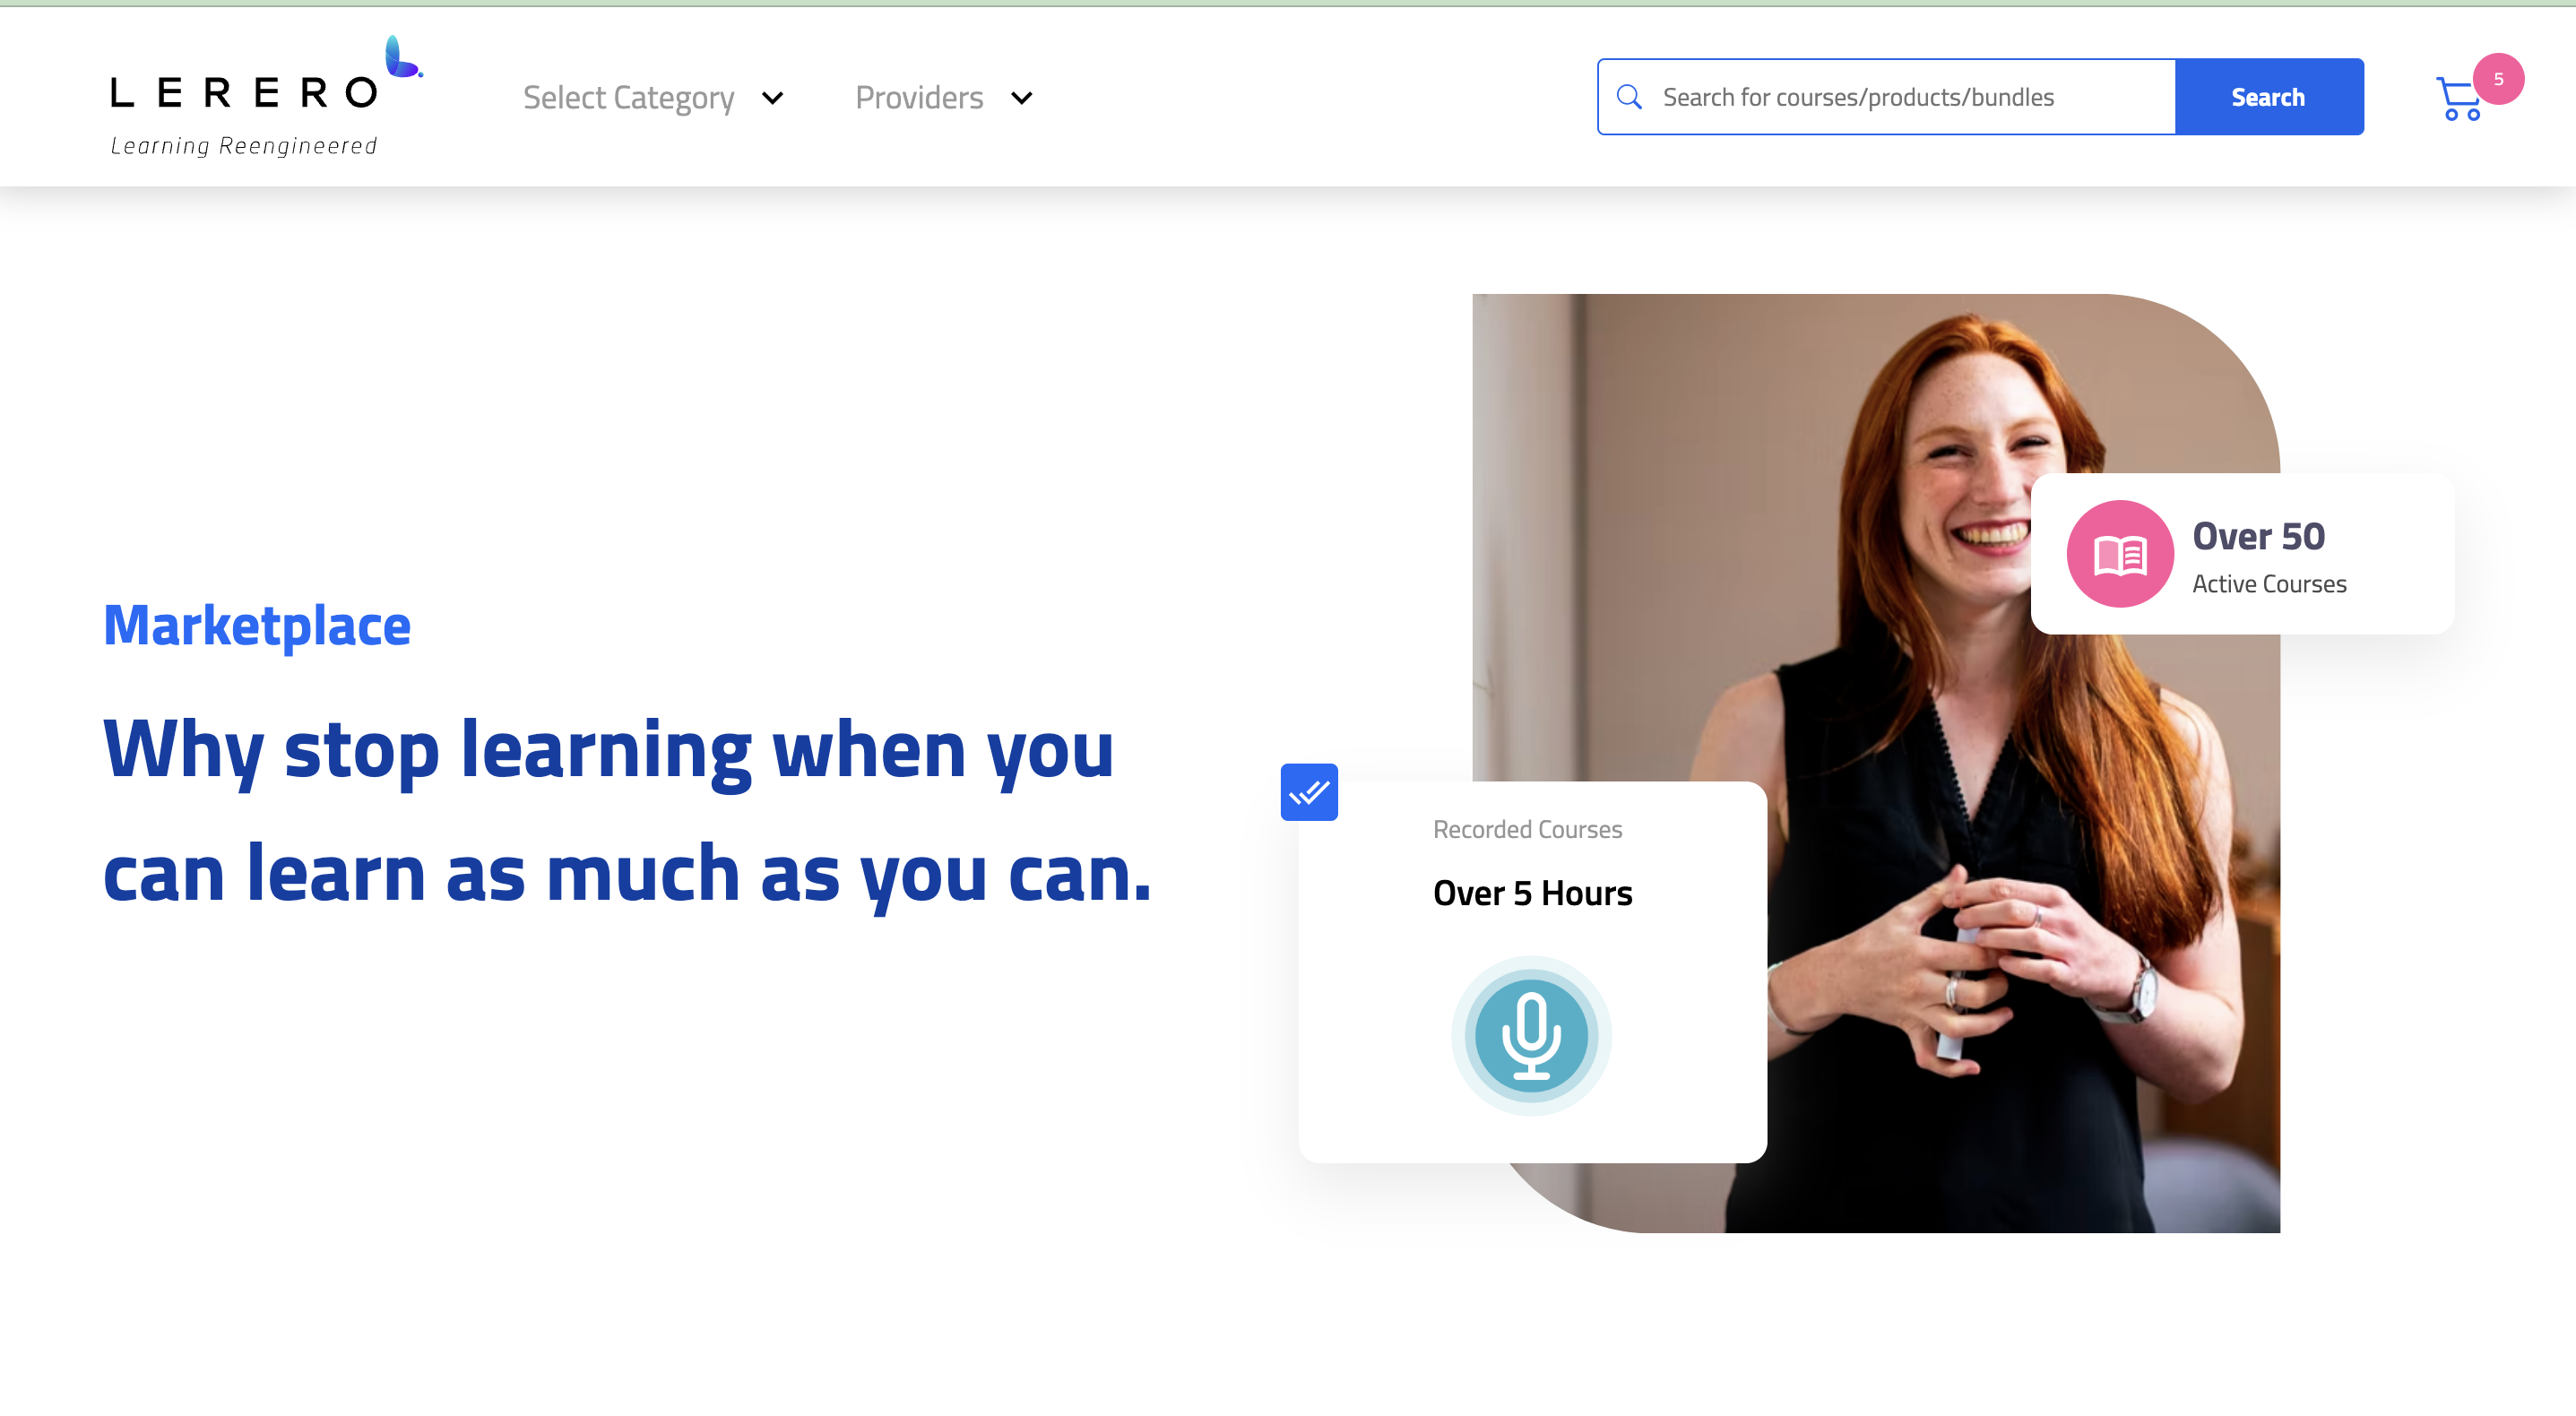 LERERO
Learning Reengineered
Select Category
Providers
Search for courses/products/bundles
Search
5
Marketplace
Why stop learning when you
can learn as much as you can.
Over 50
Active Courses
Recorded Courses
Over 5 Hours